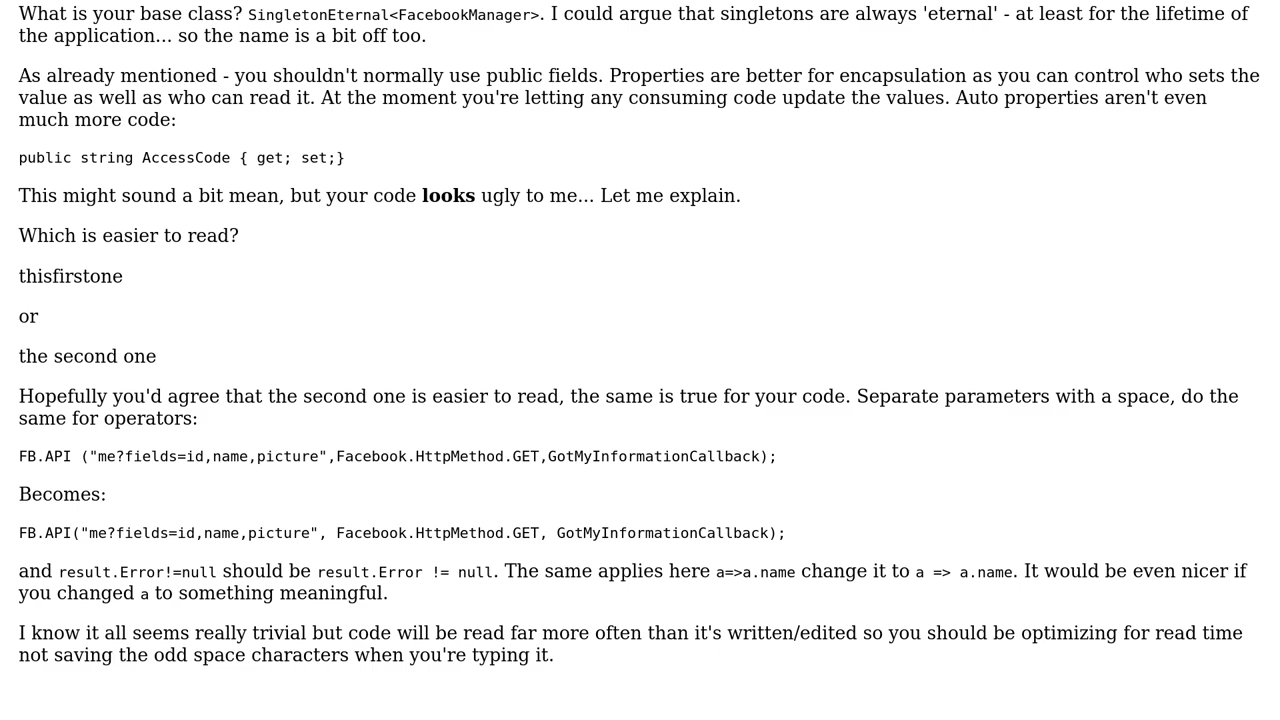 What is your base class? SingletonEternal<FacebookManager>. I could argue that singletons are always 'eternal' - at least for the lifetime of
the application... so the name is a bit off too.
As already mentioned - you shouldn't normally use public fields. Properties are better for encapsulation as you can control who sets the
value as well as who can read it. At the moment you're letting any consuming code update the values. Auto properties aren't even
much more code:
public string AccessCode { get; set;}
This might sound a bit mean, but your code looks ugly to me... Let me explain.
Which is easier to read?
thisfirstone
or
the second one
Hopefully you'd agree that the second one is easier to read, the same is true for your code. Separate parameters with a space, do the
same for operators:
FB.API ("me?fields=id,name,picture",Facebook.HttpMethod.GET,GotMyInformationCallback);
Becomes:
FB.API("me?fields=id,name,picture", Facebook.HttpMethod.GET, GotMyInformationCallback);
and result.Error!=null should be result.Error != null. The same applies here a=>a.name change it to a => a.name. It would be even nicer if
you changed a to something meaningful.
I know it all seems really trivial but code will be read far more often than it's written/edited so you should be optimizing for read time
not saving the odd space characters when you're typing it.